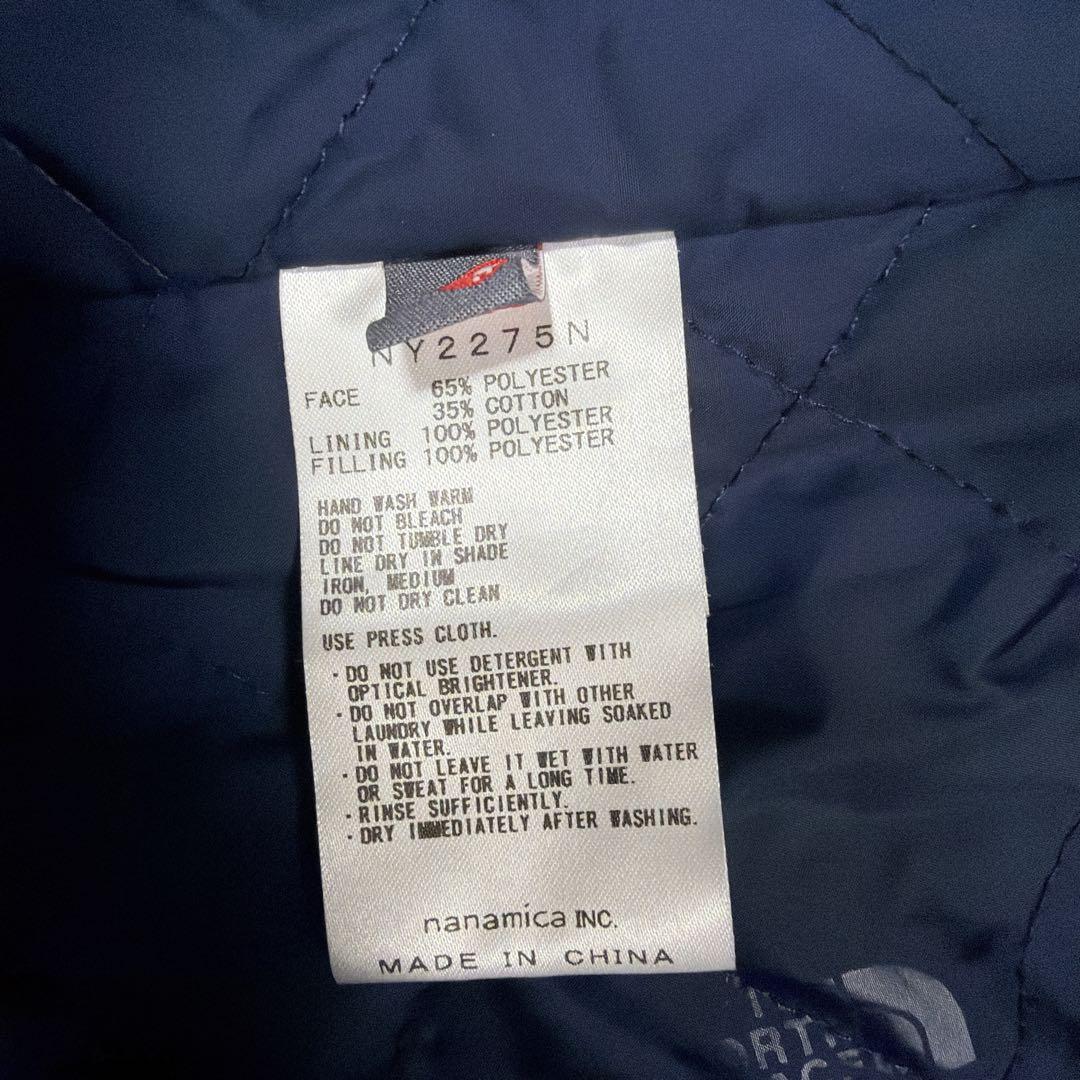 NY2275N
FACE 65% POLYESTER
35% COTTON
LINING 100% POLYESTER
FILLING 100% POLYESTER
HAND WASH WARM
DO NOT BLEACH
DO NOT TUMBLE DRY
LINE DRY IN SHADE
IRON, MEDIUM
DO NOT DRY CLEAN
USE PRESS CLOTH.
・DO NOT USE DETERGENT WITH
OPTICAL BRIGHTENER.
・DO NOT OVERLAP WITH OTHER
LAUNDRY WHILE LEAVING SOAKED
IN WATER.
・DO NOT LEAVE IT WET WITH WATER
OR SWEAT FOR A LONG TIME.
・RINSE SUFFICIENTLY.
・DRY IMMEDIATELY AFTER WASHING.
nanamica INC.
MADE IN CHINA